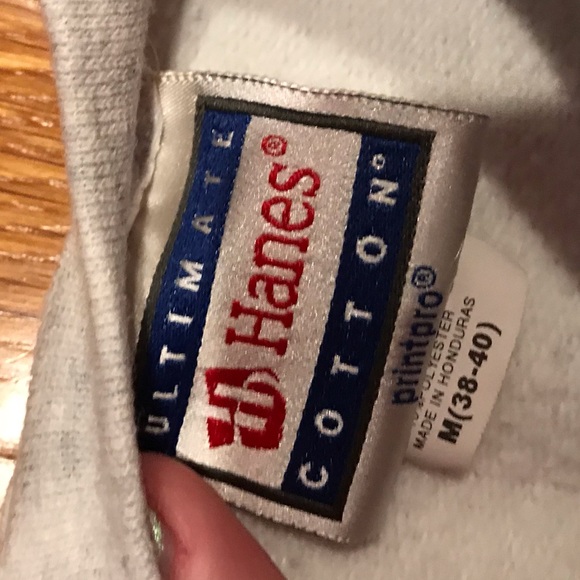 ULTIMATE
Hanes®
COTTON®
printpro®
POLYESTER
MADE IN HONDURAS
M(38-40)